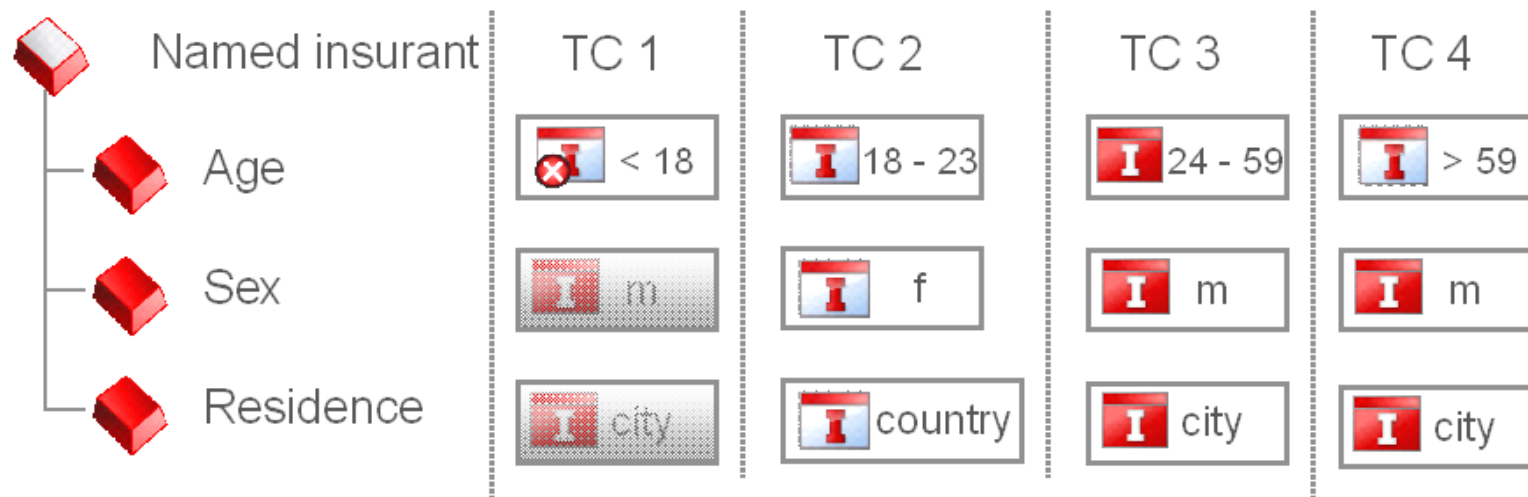 Named insurant TC 1 TC 2 TC 3 TC 4
Age < 18 18 - 23 24 - 59 > 59
Sex m f m m
Residence city country city city